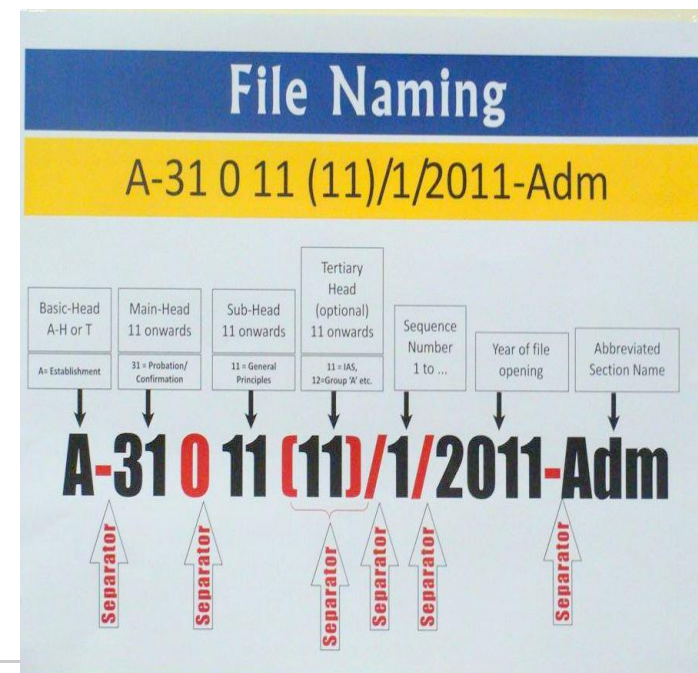 File Naming
A-31 0 11 (11)/1/2011-Adm
Basic-Head
A-H or T
A= Establishment
Main-Head
11 onwards
31 = Probation/
Confirmation
Sub-Head
11 onwards
11 = General
Principles
Tertiary
Head
(optional)
11 onwards
11 = IAS,
12=Group 'A' etc.
Sequence
Number
1 to ...
Year of file
opening
Abbreviated
Section Name
A-31 0 11 (11)/1/2011-Adm
Separator
Separator
Separator
Separator
Separator
Separator